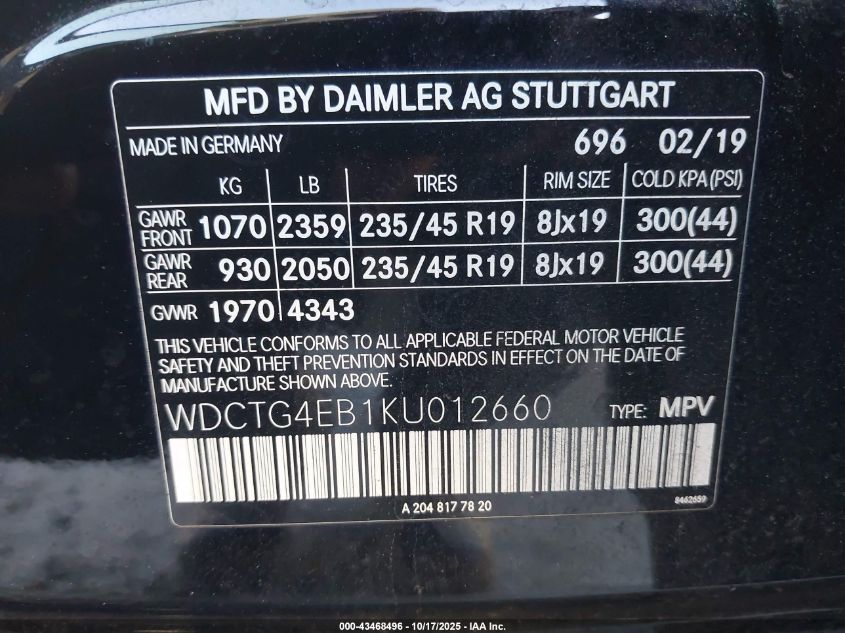 MFD BY DAIMLER AG STUTTGART
MADE IN GERMANY 696 02/19
KG LB TIRES RIM SIZE COLD KPA (PSI)
GAWR FRONT 1070 2359 235/45 R19 8Jx19 300(44)
GAWR REAR 930 2050 235/45 R19 8Jx19 300(44)
GVWR 1970 4343
THIS VEHICLE CONFORMS TO ALL APPLICABLE FEDERAL MOTOR VEHICLE
SAFETY AND THEFT PREVENTION STANDARDS IN EFFECT ON THE DATE OF
MANUFACTURE SHOWN ABOVE.
WDCTG4EB1KU012660 TYPE: MPV
A 204 817 78 20 8462659
000-43468496 - 10/17/2025 - IAA Inc.